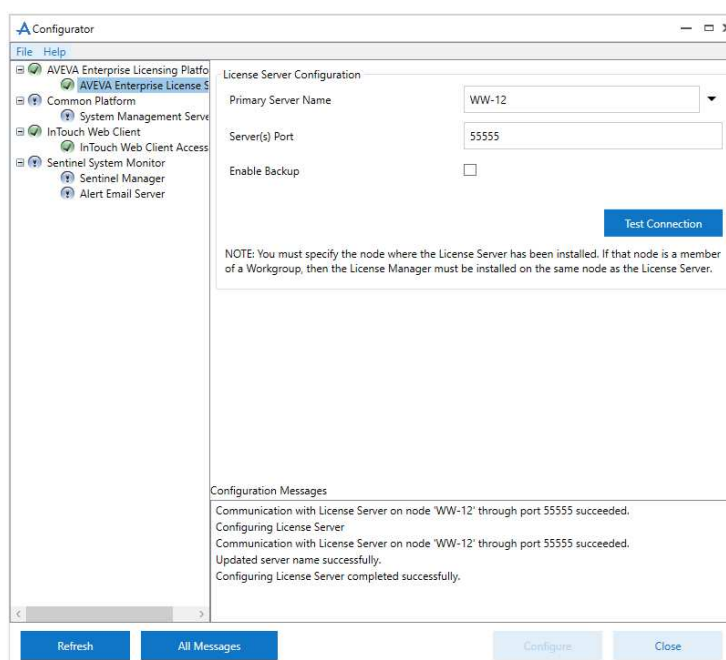 Configurator
File Help
AVEVA Enterprise Licensing Platfo
AVEVA Enterprise License S
Common Platform
System Management Serve
InTouch Web Client
InTouch Web Client Access
Sentinel System Monitor
Sentinel Manager
Alert Email Server
License Server Configuration
Primary Server Name
WW-12
Server(s) Port
55555
Enable Backup
Test Connection
NOTE: You must specify the node where the License Server has been installed. If that node is a member
of a Workgroup, then the License Manager must be installed on the same node as the License Server.
Configuration Messages
Communication with License Server on node 'WW-12' through port 55555 succeeded.
Configuring License Server
Communication with License Server on node 'WW-12' through port 55555 succeeded.
Updated server name successfully.
Configuring License Server completed successfully.
Refresh
All Messages
Configure
Close